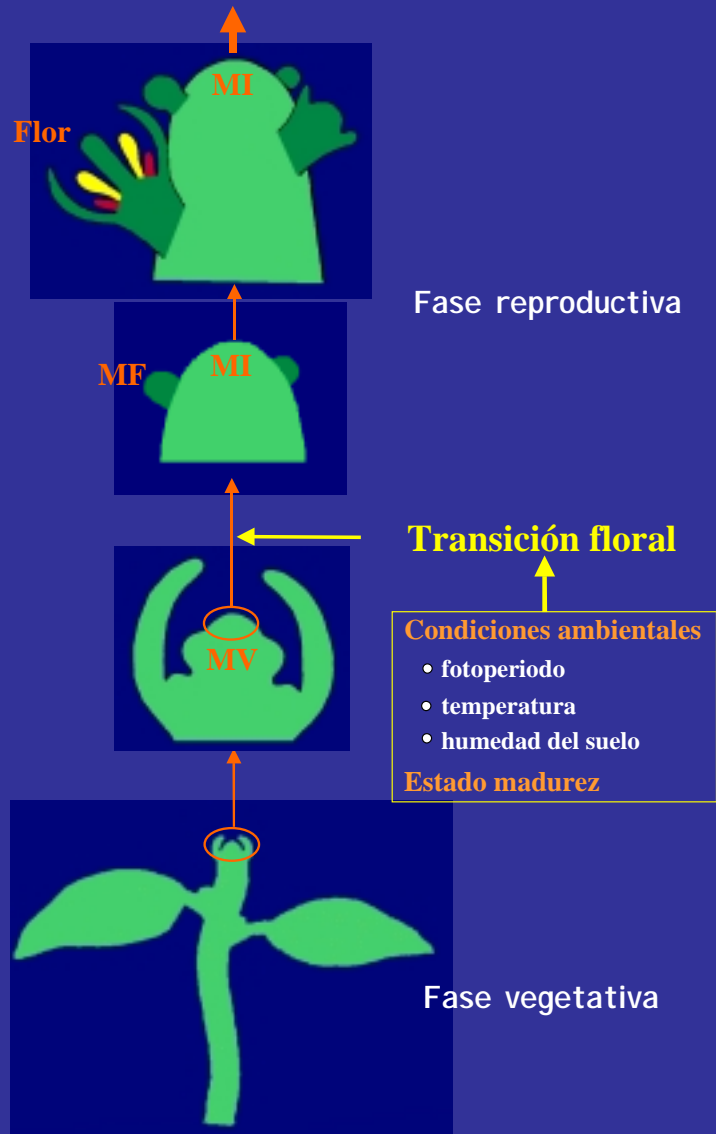 MI
Flor
Fase reproductiva
MF
MI
Transición floral
MV
Condiciones ambientales
• fotoperiodo
• temperatura
• humedad del suelo
Estado madurez
Fase vegetativa